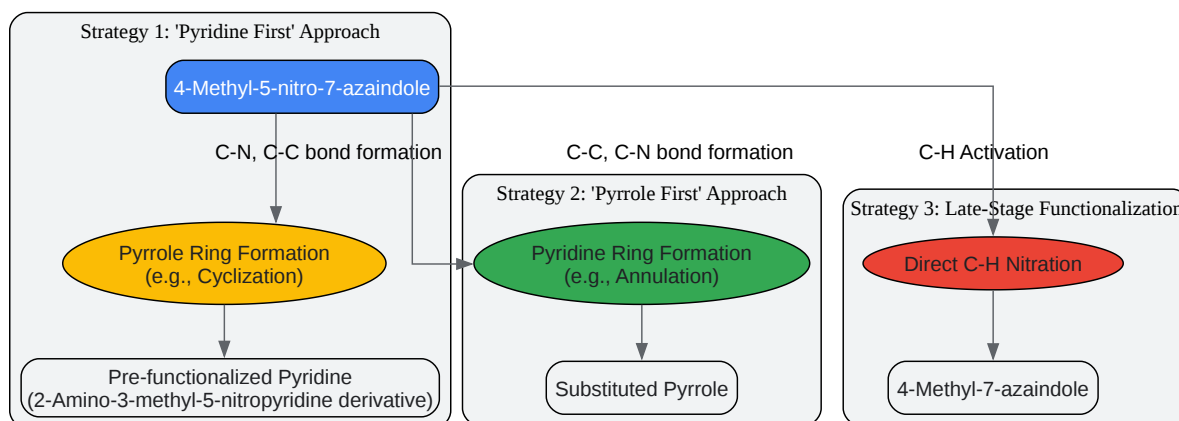 Strategy 1: 'Pyridine First' Approach
4-Methyl-5-nitro-7-azaindole
C-N, C-C bond formation
C-C, C-N bond formation
C-H Activation
Strategy 2: 'Pyrrole First' Approach
Strategy 3: Late-Stage Functionalization
Pyrrole Ring Formation
(e.g., Cyclization)
Pyridine Ring Formation
(e.g., Annulation)
Direct C-H Nitration
Pre-functionalized Pyridine
(2-Amino-3-methyl-5-nitropyridine derivative)
Substituted Pyrrole
4-Methyl-7-azaindole